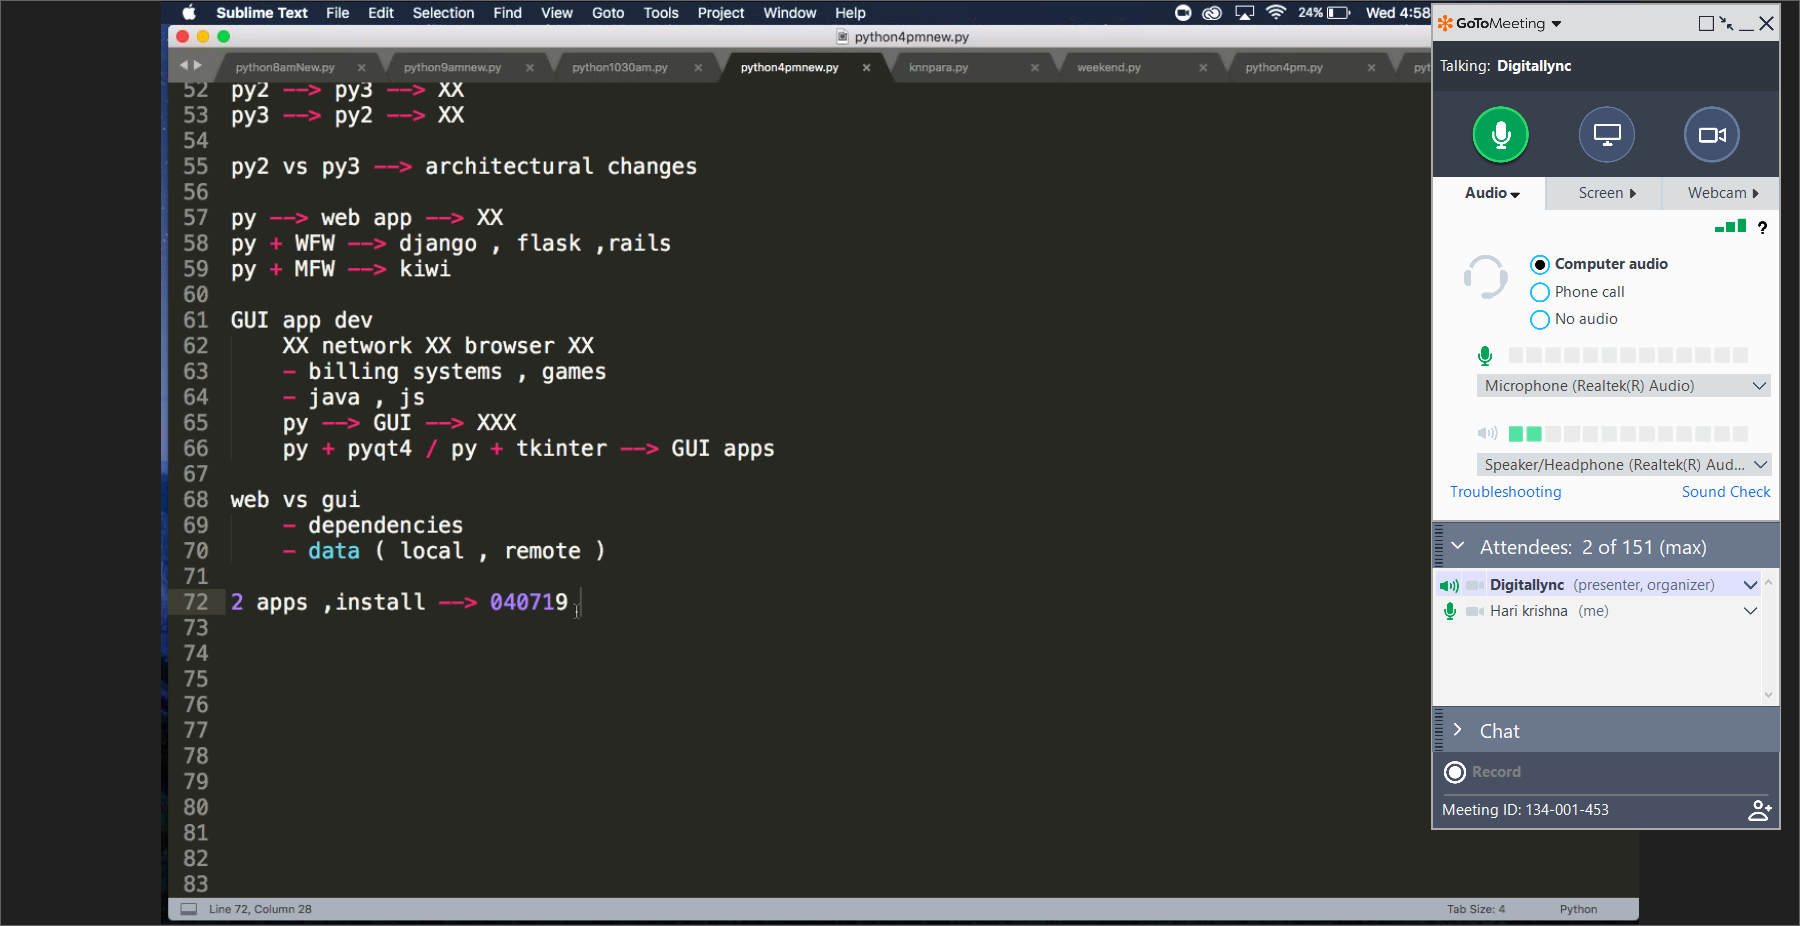 Sublime Text File Edit Selection Find View Goto Tools Project Window Help 24% Wed 4:58
python4pmnew.py
python8amNew.py × python9amnew.py × python1030am.py × python4pmnew.py × knnpara.py × weekend.py × python4pm.py × pyt
52 py2 --> py3 --> XX
53 py3 --> py2 --> XX
54
55 py2 vs py3 --> architectural changes
56
57 py --> web app --> XX
58 py + WFW --> django , flask ,rails
59 py + MFW --> kiwi
60
61 GUI app dev
62 XX network XX browser XX
63 - billing systems , games
64 - java , js
65 py --> GUI --> XXX
66 py + pyqt4 / py + tkinter --> GUI apps
67
68 web vs gui
69 - dependencies
70 - data ( local , remote )
71
72 2 apps ,install --> 040719
73
74
75
76
77
78
79
80
81
82
83
Line 72, Column 28 Tab Size: 4 Python
GoToMeeting
Talking: Digitallync
Audio Screen Webcam
?
Computer audio
Phone call
No audio
Microphone (Realtek(R) Audio)
Speaker/Headphone (Realtek(R) Aud...
Troubleshooting Sound Check
Attendees: 2 of 151 (max)
Digitallync (presenter, organizer)
Hari krishna (me)
Chat
Record
Meeting ID: 134-001-453